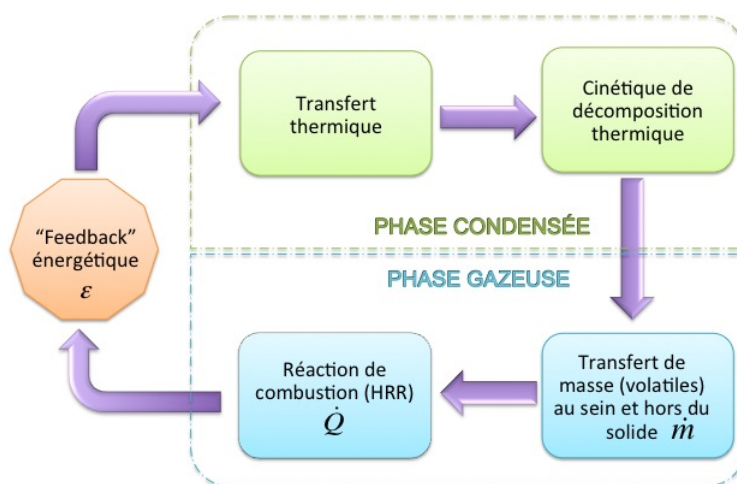 Transfert
thermique
Cinétique de
décomposition
thermique
PHASE CONDENSÉE
"Feedback"
énergétique
ε
PHASE GAZEUSE
Réaction de
combustion (HRR)
Q̇
Transfert de
masse (volatiles)
au sein et hors du
solide ṁ